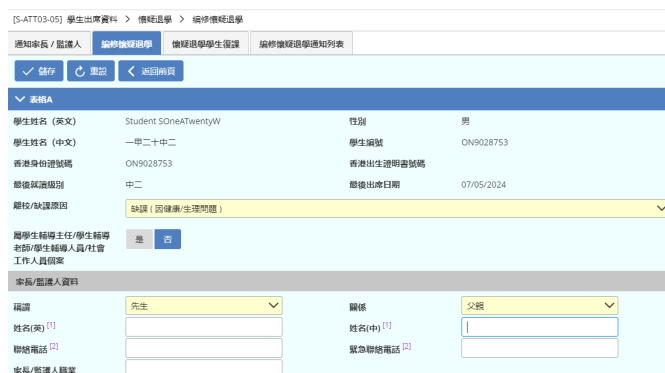 [S-ATT03-05] 學生出席資料 > 懷疑退學 > 編修懷疑退學
通知家長 / 監護人 編修懷疑退學 懷疑退學學生復課 編修懷疑退學通知列表
儲存 重設 返回前頁
表格A
學生姓名 (英文) Student SOneATwentyW 性別 男
學生姓名 (中文) 一甲二十中二 學生編號 ON9028753
香港身份證號碼 ON9028753 香港出生證明書號碼
最後就讀級別 中二 最後出席日期 07/05/2024
離校/缺課原因 缺課 ( 因健康/生理問題 )
屬學生輔導主任/學生輔導
老師/學生輔導人員/社會
工作人員個案 是 否
家長/監護人資料
稱謂 先生 關係 父親
姓名(英) [1] 姓名(中) [1]
聯絡電話 [2] 緊急聯絡電話 [2]
家長/監護人職業